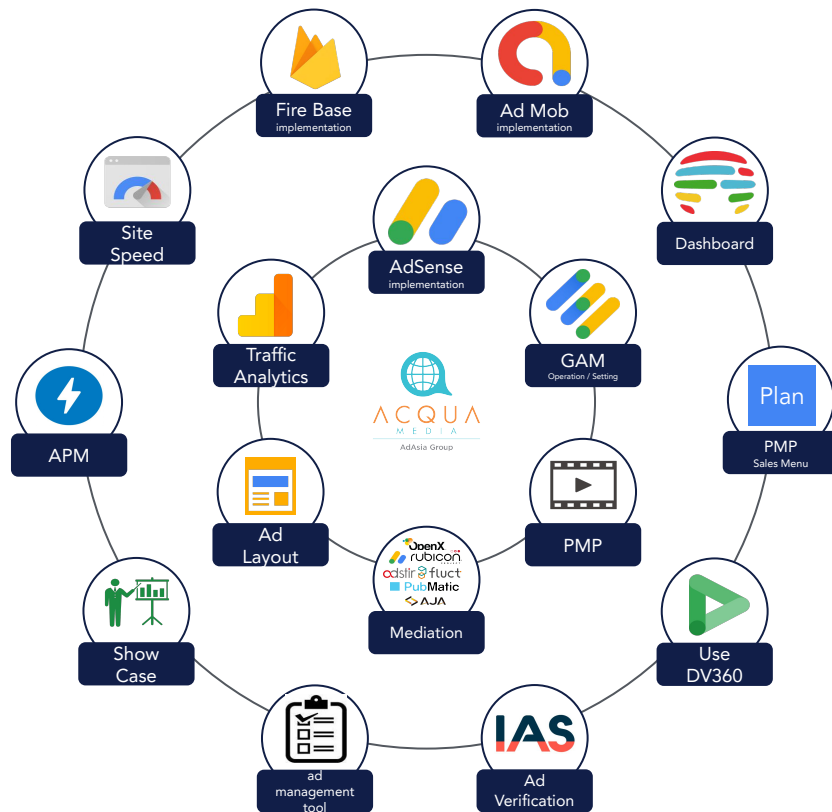 Fire Base
implementation
Ad Mob
implementation
Site
Speed
Dashboard
AdSense
implementation
Traffic
Analytics
GAM
Operation / Setting
ACQUA
MEDIA
AdAsia Group
APM
Plan
PMP
Sales Menu
Ad
Layout
PMP
OpenX
rubicon
PROJECT
adstir
fluct
PubMatic
AJA
Mediation
Show
Case
Use
DV360
ad
management
tool
IAS
Ad
Verification